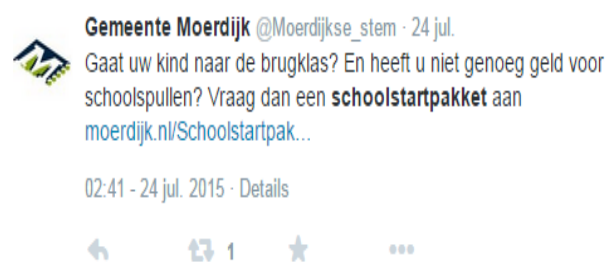 Gemeente Moerdijk @Moerdijkse_stem · 24 jul.
Gaat uw kind naar de brugklas? En heeft u niet genoeg geld voor
schoolspullen? Vraag dan een schoolstartpakket aan
moerdijk.nl/Schoolstartpak...
02:41 - 24 jul. 2015 · Details
1